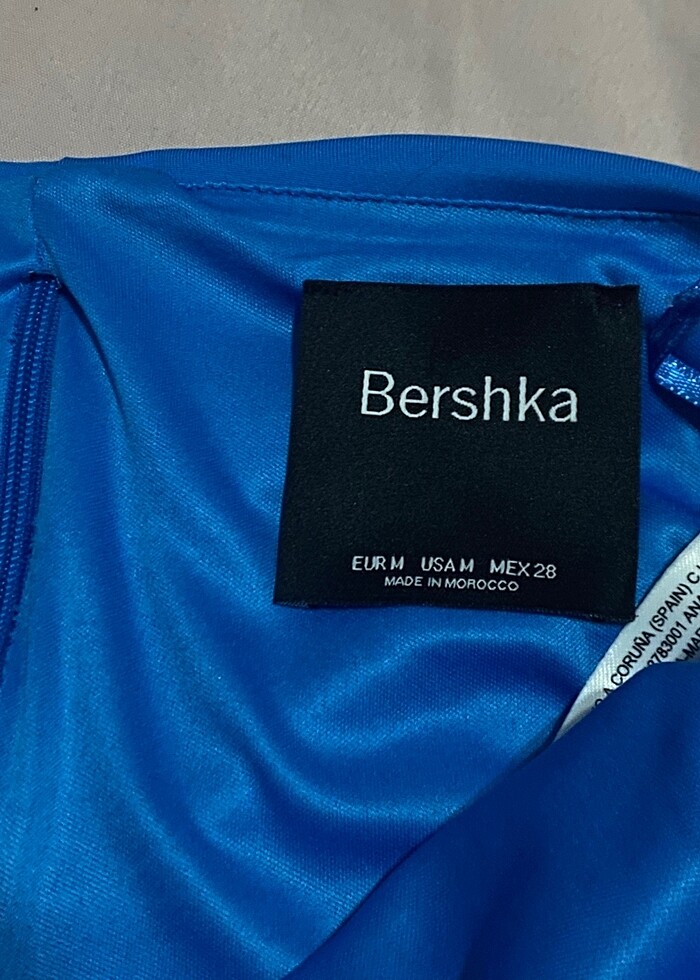 Bershka
EUR M USA M MEX 28
MADE IN MOROCCO
A CORUÑA (SPAIN)